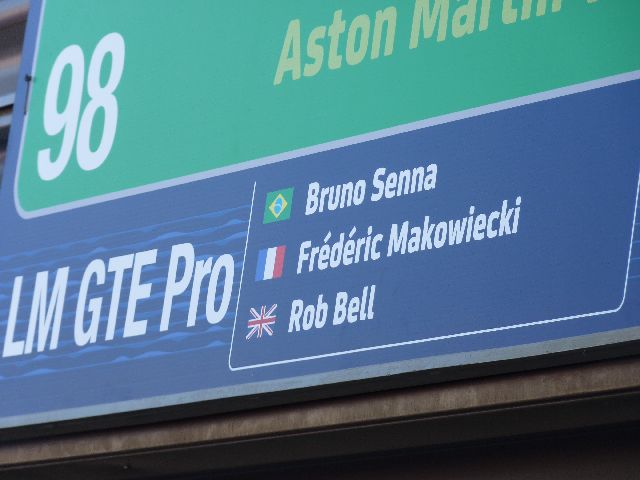 98
Aston Martin
LM GTE Pro
Bruno Senna
Frédéric Makowiecki
Rob Bell